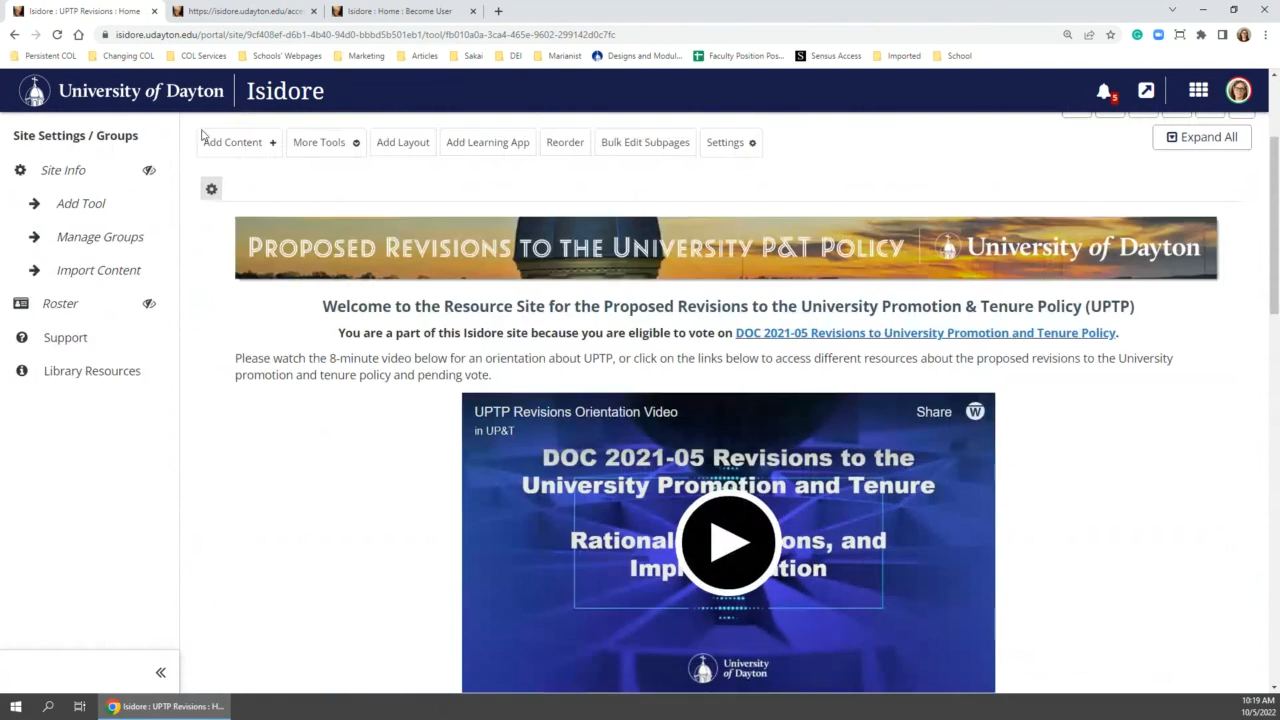 Isidore : UPTP Revisions : Home
https://isidore.udayton.edu/acce
Isidore : Home : Become User
isidore.udayton.edu/portal/site/9cf408ef-d6b1-4b40-94d0-bbbd5b501eb1/tool/fb010a0a-3ca4-465e-9602-299142d0c7fc
Persistent COL
Changing COL
COL Services
Schools' Webpages
Marketing
Articles
Sakai
DEI
Marianist
Designs and Modul...
Faculty Position Pos...
Sensus Access
Imported
School
University of Dayton
Isidore
5
Site Settings / Groups
Site Info
Add Tool
Manage Groups
Import Content
Roster
Support
Library Resources
Add Content +
More Tools
Add Layout
Add Learning App
Reorder
Bulk Edit Subpages
Settings
Expand All
PROPOSED REVISIONS TO THE UNIVERSITY P&T POLICY
University of Dayton
Welcome to the Resource Site for the Proposed Revisions to the University Promotion & Tenure Policy (UPTP)
You are a part of this Isidore site because you are eligible to vote on DOC 2021-05 Revisions to University Promotion and Tenure Policy.
Please watch the 8-minute video below for an orientation about UPTP, or click on the links below to access different resources about the proposed revisions to the University
promotion and tenure policy and pending vote.
UPTP Revisions Orientation Video
in UP&T
Share
W
DOC 2021-05 Revisions to the
University Promotion and Tenure
University
of Dayton
Isidore : UPTP Revisions : H...
10:19 AM
10/5/2022